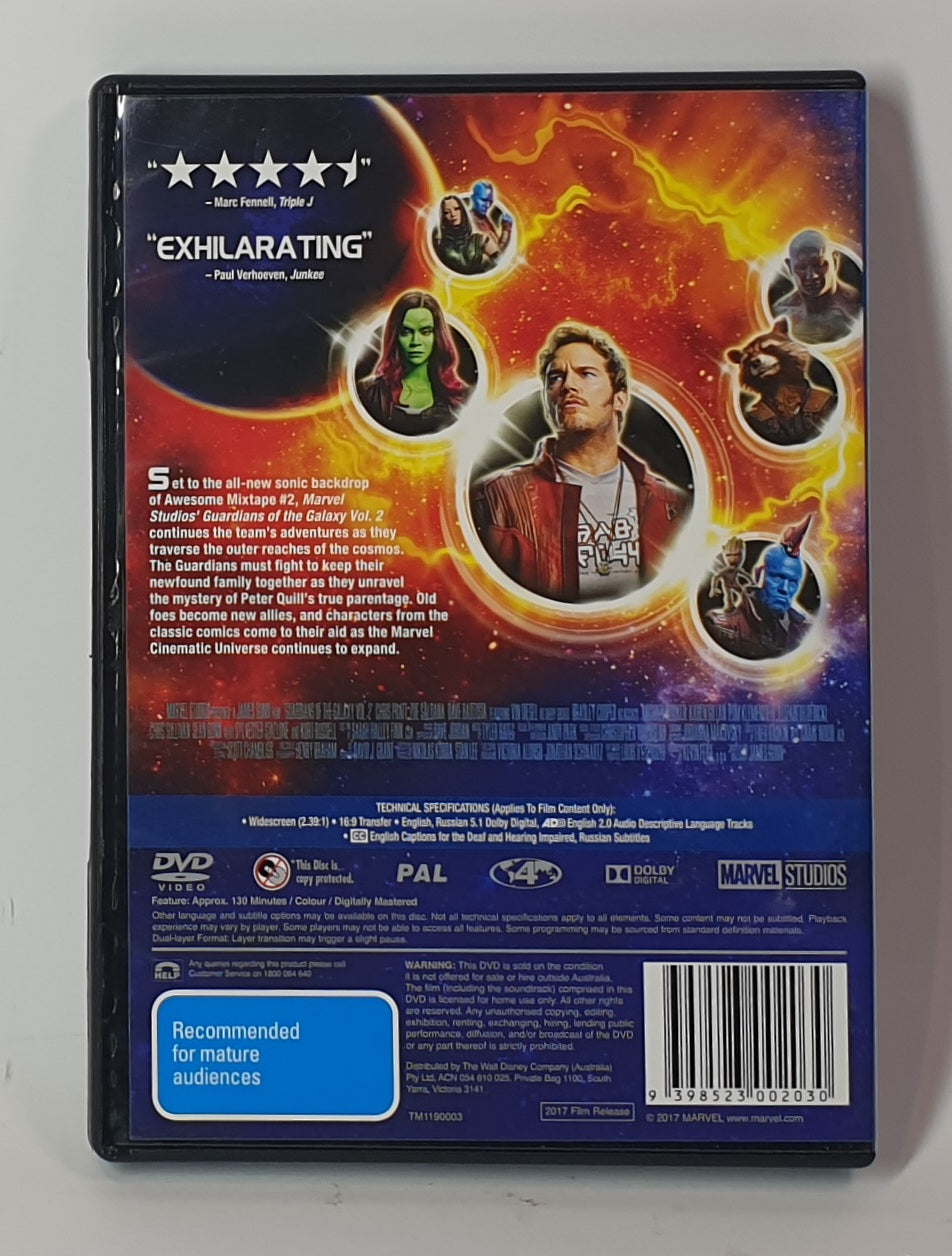 “★★★★⯨”
– Marc Fennell, Triple J
“EXHILARATING”
– Paul Verhoeven, Junkee
Set to the all-new sonic backdrop
of Awesome Mixtape #2, Marvel
Studios' Guardians of the Galaxy Vol. 2
continues the team's adventures as they
traverse the outer reaches of the cosmos.
The Guardians must fight to keep their
newfound family together as they unravel
the mystery of Peter Quill's true parentage. Old
foes become new allies, and characters from the
classic comics come to their aid as the Marvel
Cinematic Universe continues to expand.
TECHNICAL SPECIFICATIONS (Applies To Film Content Only):
• Widescreen (2.39:1) • 16:9 Transfer • English, Russian 5.1 Dolby Digital, AD English 2.0 Audio Descriptive Language Tracks
• CC English Captions for the Deaf and Hearing Impaired, Russian Subtitles
DVD VIDEO
*This Disc is
copy protected.
PAL
4
DOLBY
DIGITAL
MARVEL STUDIOS
Feature: Approx. 130 Minutes / Colour / Digitally Mastered
Other language and subtitle options may be available on this disc. Not all technical specifications apply to all elements. Some content may not be subtitled. Playback
experience may vary by player. Some players may not be able to access all features. Some programming may be sourced from standard definition materials.
Dual-layer Format: Layer transition may trigger a slight pause.
HELP
Any queries regarding this product please call
Customer Service on 1800 064 640
Recommended
for mature
audiences
WARNING: This DVD is sold on the condition
it is not offered for sale or hire outside Australia.
The film (including the soundtrack) comprised in this
DVD is licensed for home use only. All other rights
are reserved. Any unauthorised copying, editing,
exhibition, renting, exchanging, hiring, lending public
performance, diffusion, and/or broadcast of the DVD
or any part thereof is strictly prohibited.
Distributed by The Walt Disney Company (Australia)
Pty Ltd, ACN 054 610 025, Private Bag 1100, South
Yarra, Victoria 3141.
TM1190003
2017 Film Release
9 398523 002030
© 2017 MARVEL www.marvel.com